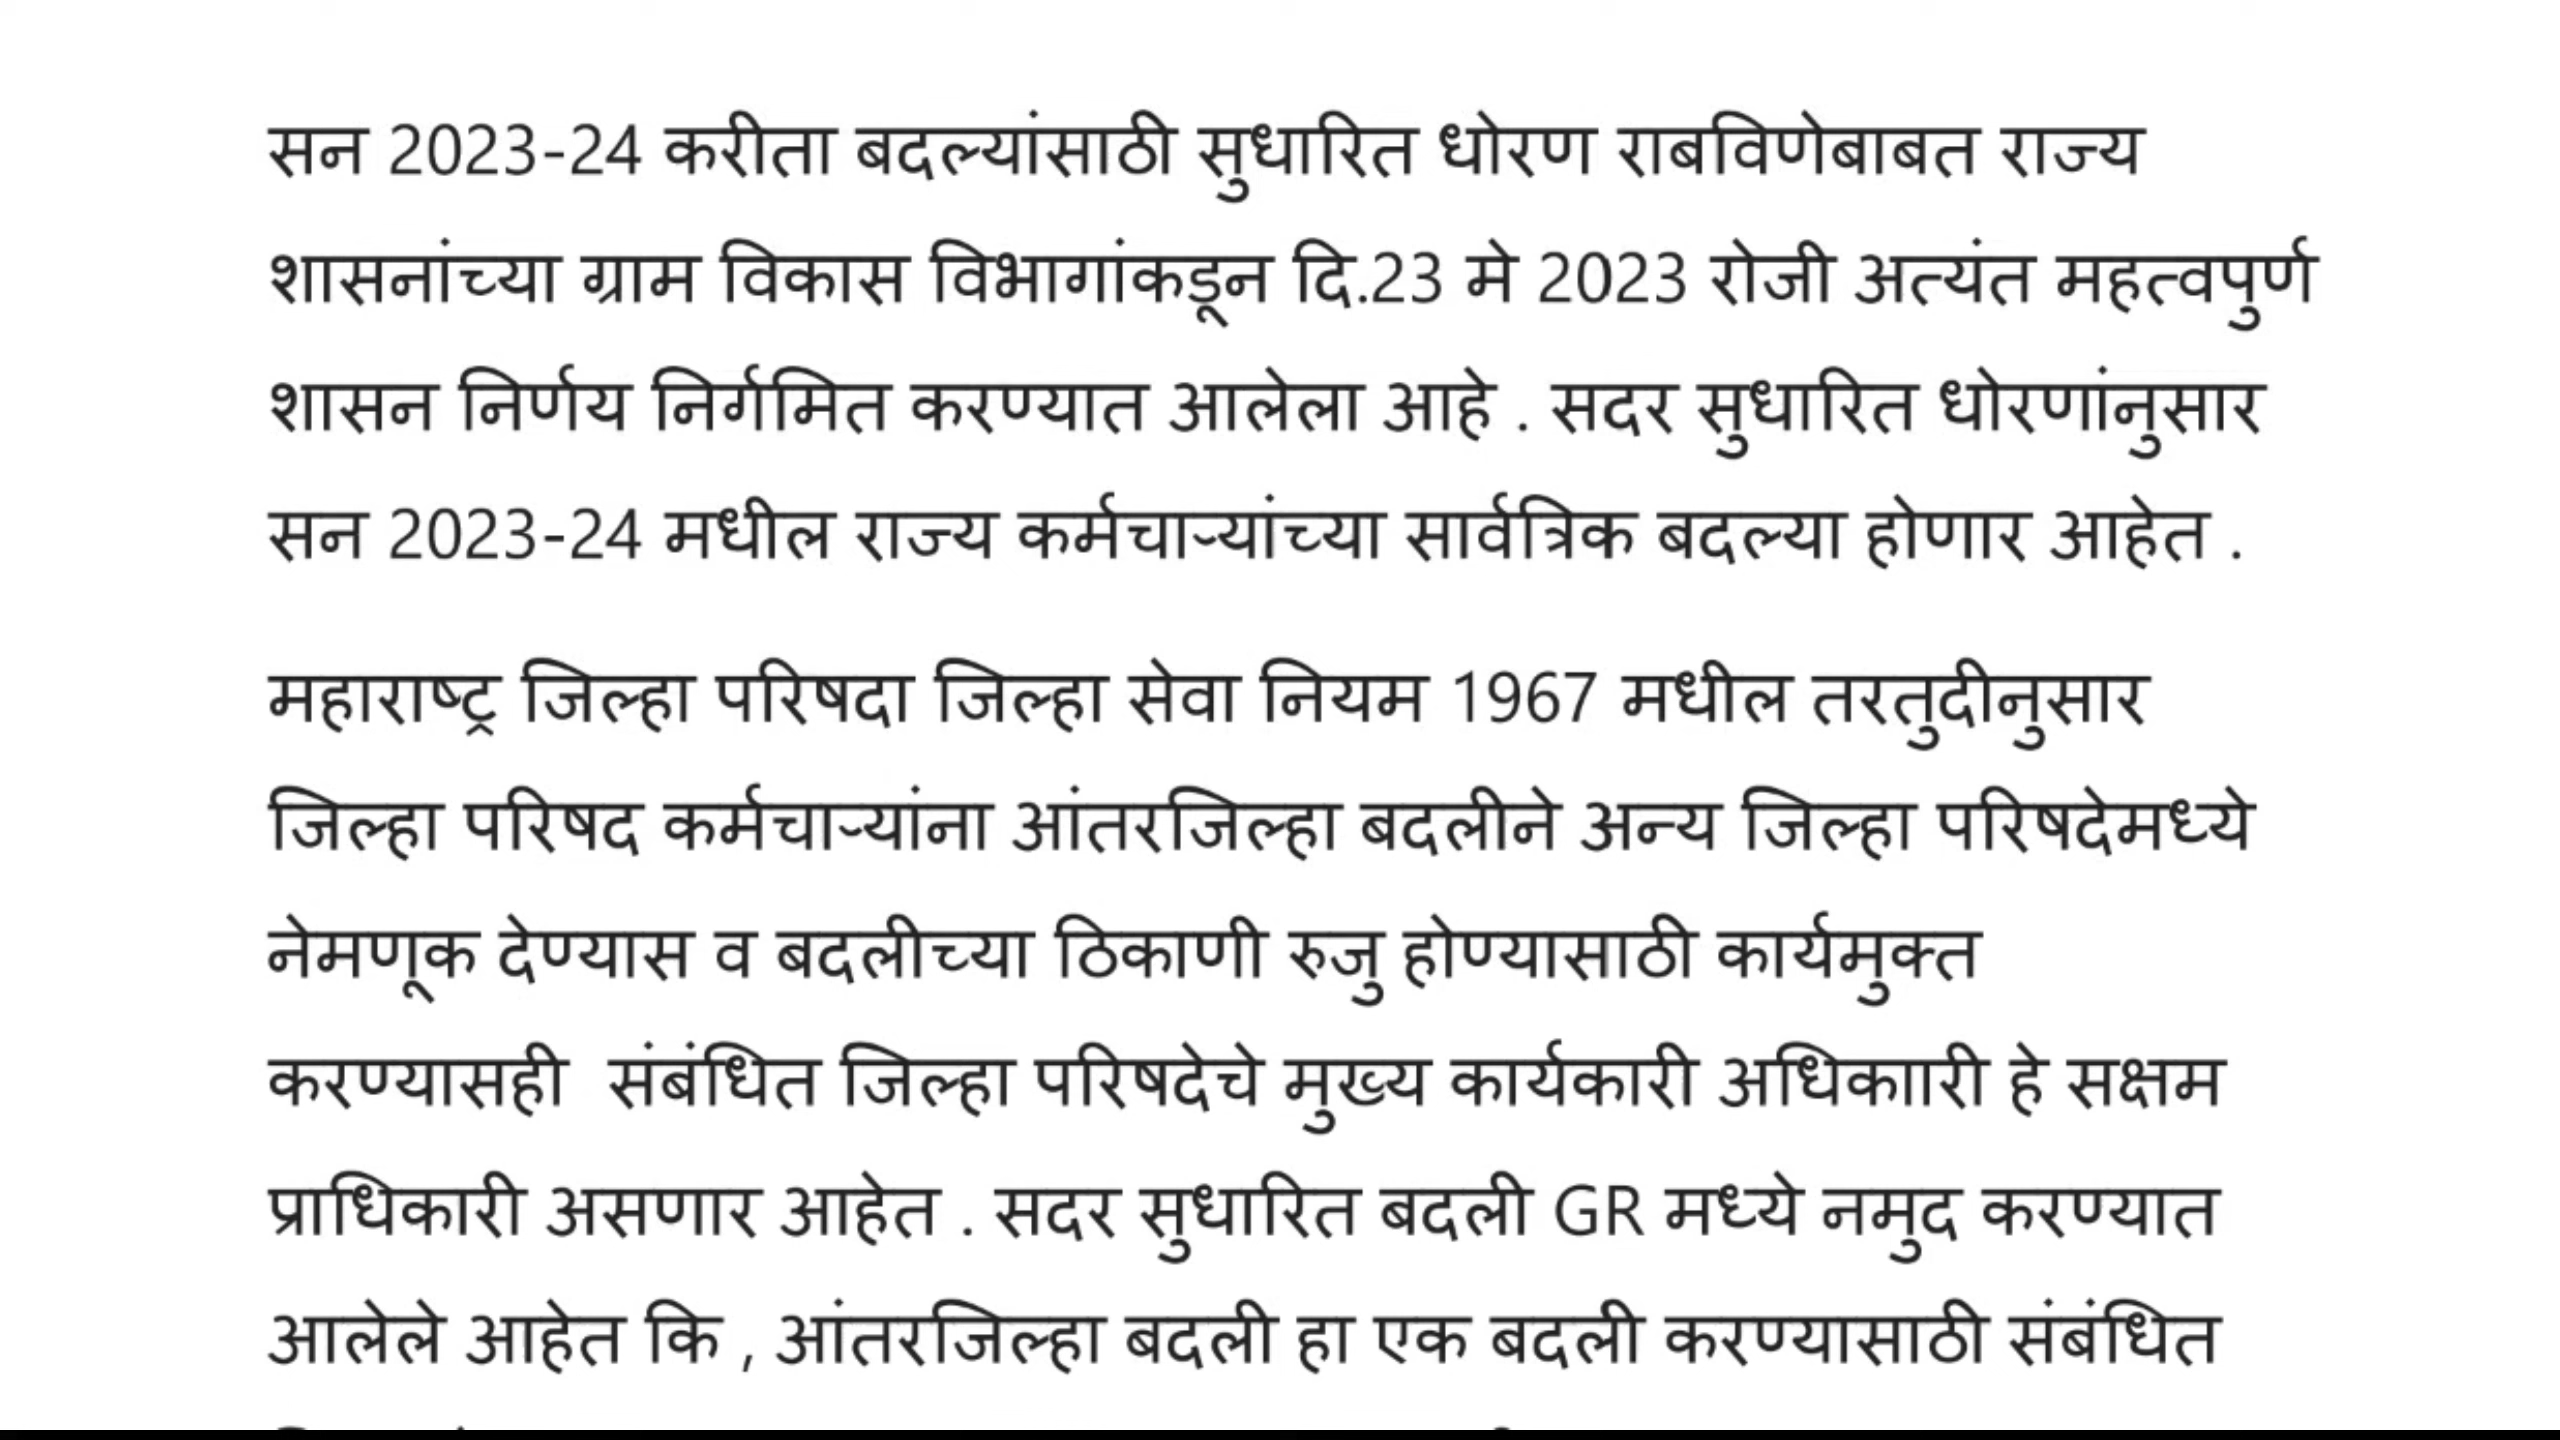 सन 2023-24 करीता बदल्यांसाठी सुधारित धोरण राबविणेबाबत राज्य
शासनांच्या ग्राम विकास विभागांकडून दि.23 मे 2023 रोजी अत्यंत महत्वपुर्ण
शासन निर्णय निर्गमित करण्यात आलेला आहे . सदर सुधारित धोरणांनुसार
सन 2023-24 मधील राज्य कर्मचाऱ्यांच्या सार्वत्रिक बदल्या होणार आहेत .
महाराष्ट्र जिल्हा परिषदा जिल्हा सेवा नियम 1967 मधील तरतुदीनुसार
जिल्हा परिषद कर्मचाऱ्यांना आंतरजिल्हा बदलीने अन्य जिल्हा परिषदेमध्ये
नेमणूक देण्यास व बदलीच्या ठिकाणी रुजु होण्यासाठी कार्यमुक्त
करण्यासही  संबंधित जिल्हा परिषदेचे मुख्य कार्यकारी अधिकाारी हे सक्षम
प्राधिकारी असणार आहेत . सदर सुधारित बदली GR मध्ये नमुद करण्यात
आलेले आहेत कि , आंतरजिल्हा बदली हा एक बदली करण्यासाठी संबंधित